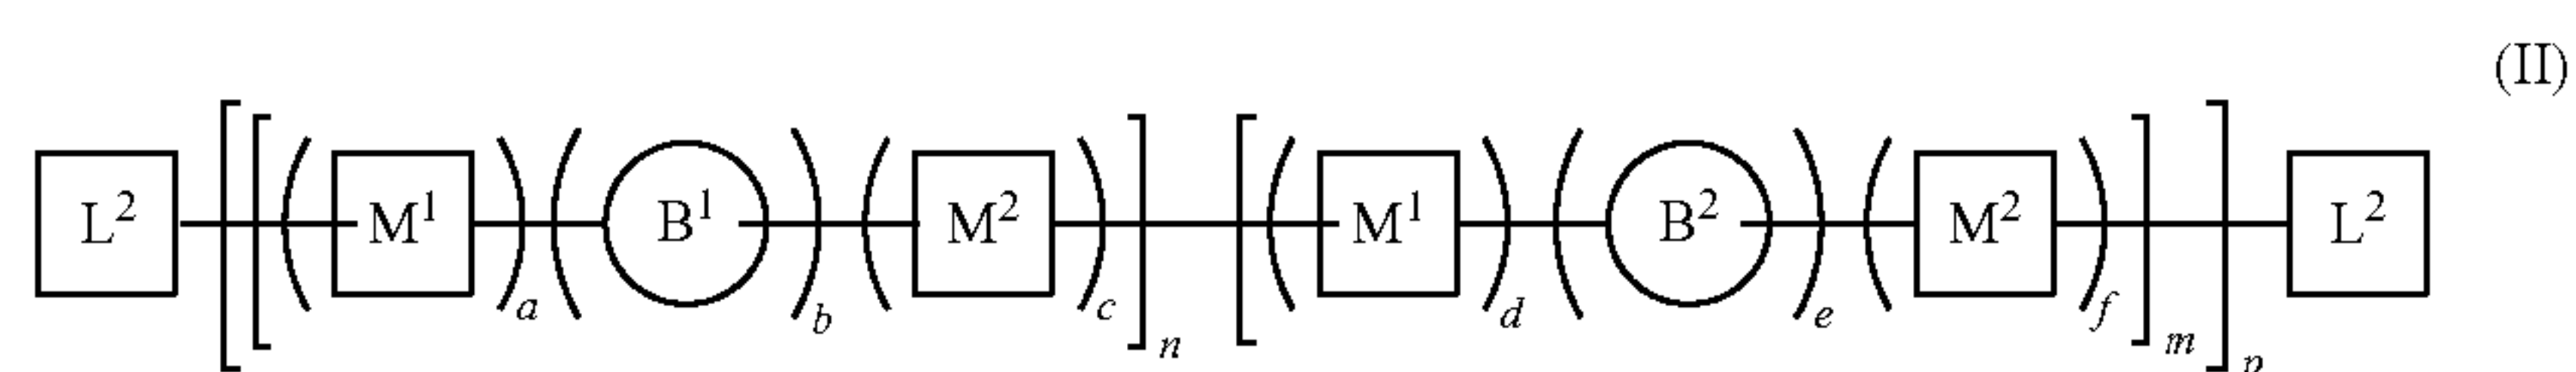 (II)
L² [[( M¹ )a( B¹ )b( M² )c]n [( M¹ )d( B² )e( M² )f]m]p L²